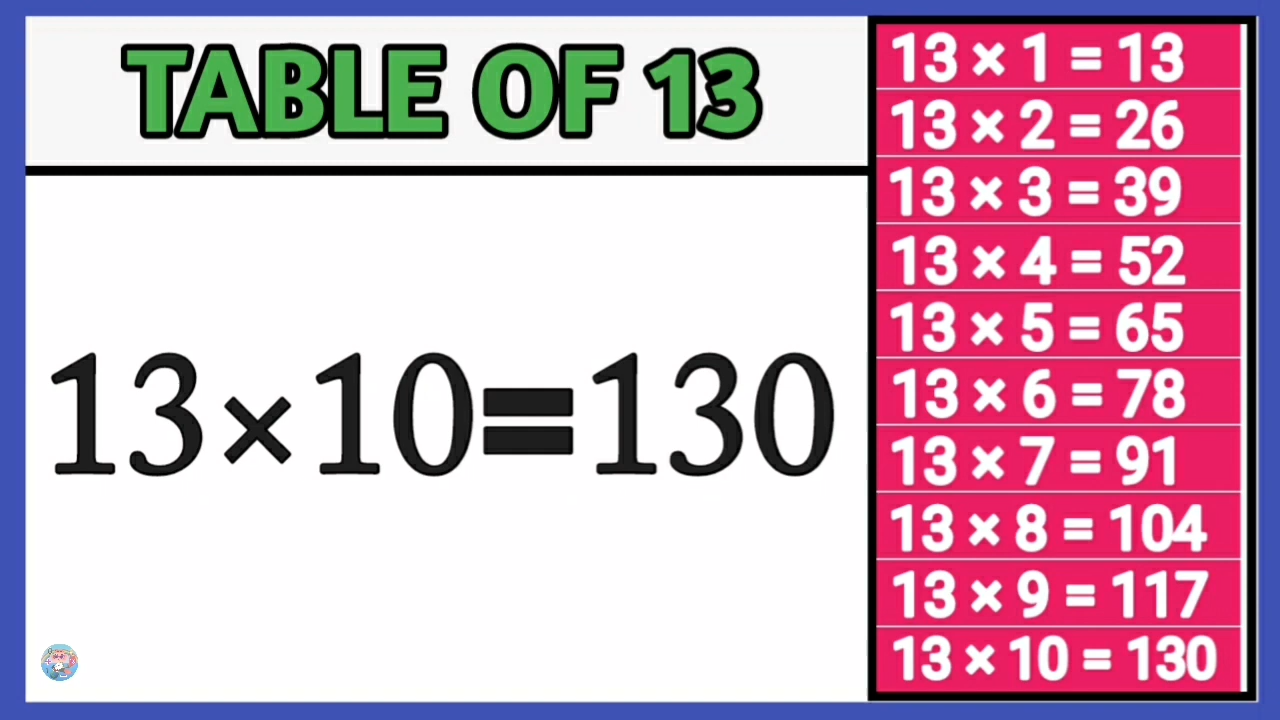 TABLE OF 13
13×10=130
13 × 1 = 13
13 × 2 = 26
13 × 3 = 39
13 × 4 = 52
13 × 5 = 65
13 × 6 = 78
13 × 7 = 91
13 × 8 = 104
13 × 9 = 117
13 × 10 = 130